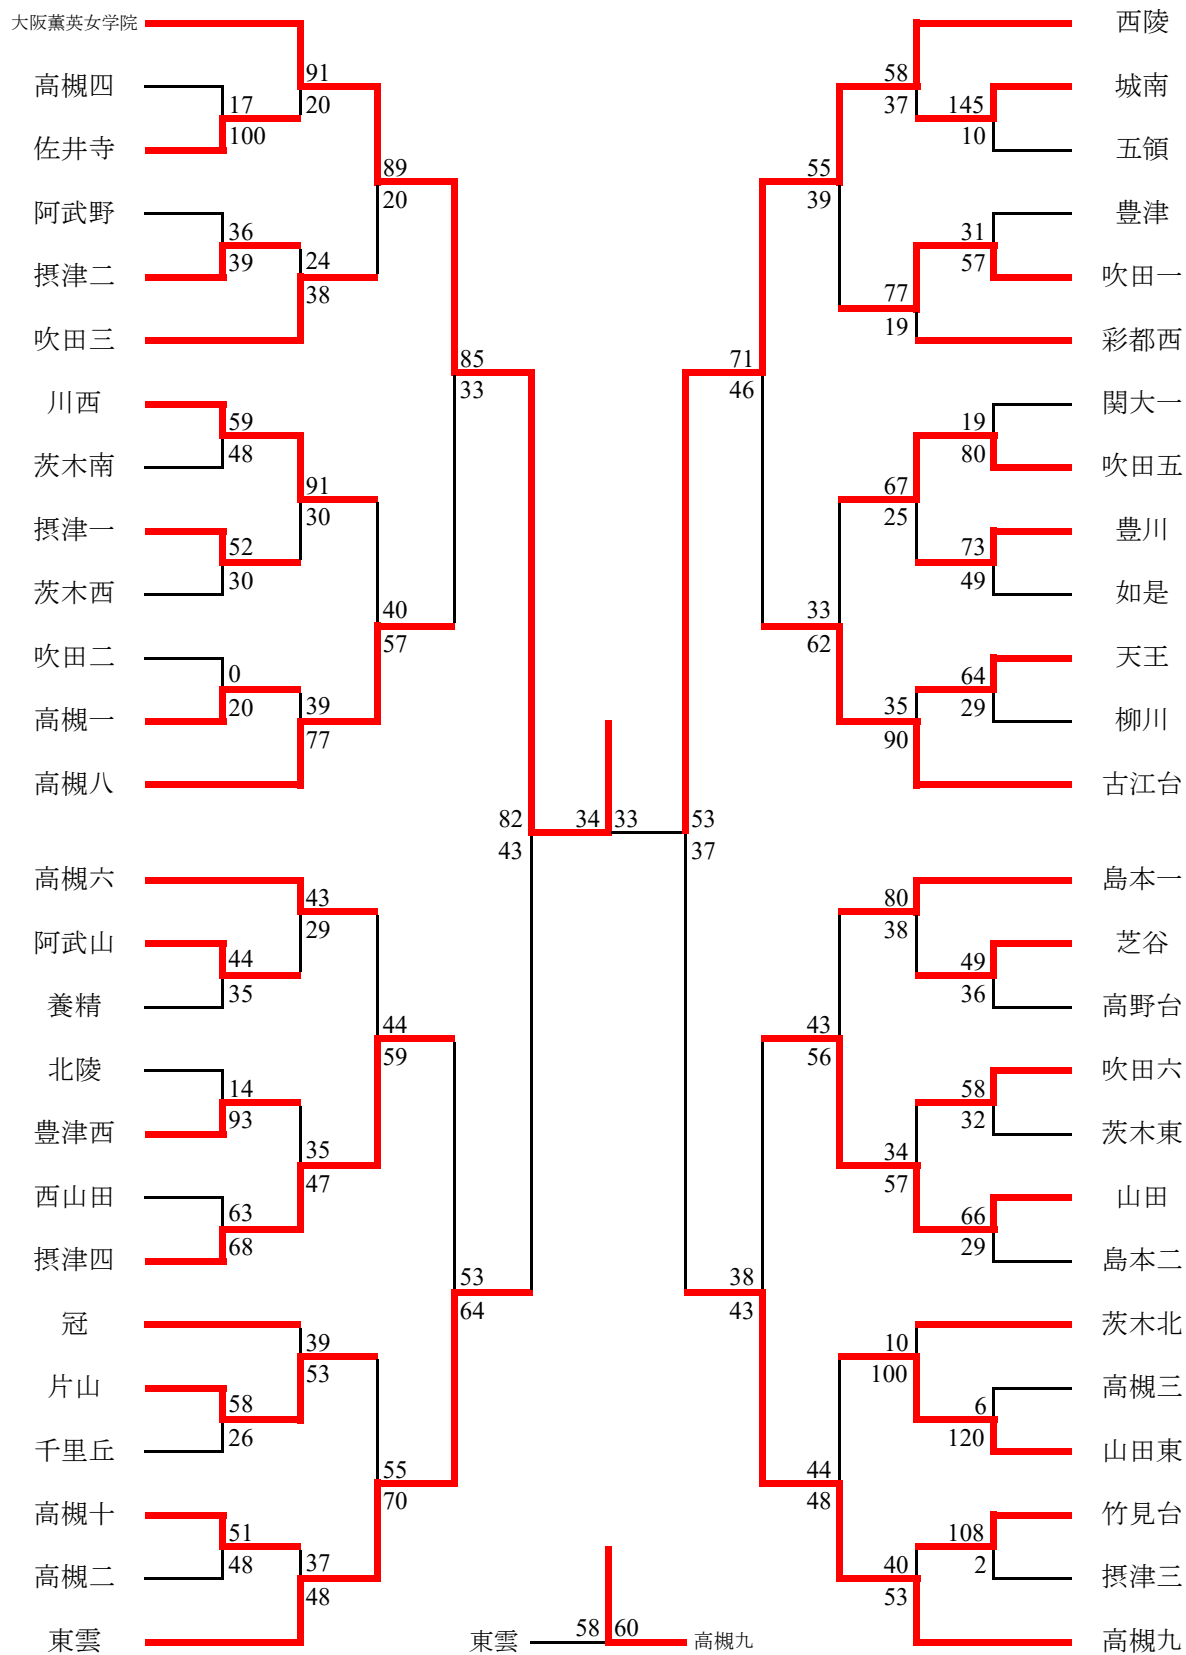 大阪薫英女学院
高槻四
佐井寺
阿武野
摂津二
吹田三
川西
茨木南
摂津一
茨木西
吹田二
高槻一
高槻八
高槻六
阿武山
養精
北陵
豊津西
西山田
摂津四
冠
片山
千里丘
高槻十
高槻二
東雲
17
100
36
39
59
48
52
30
0
20
44
35
14
93
63
68
58
26
51
48
91
20
24
38
91
30
39
77
43
29
35
47
39
53
37
48
89
20
40
57
44
59
55
70
85
33
53
64
82
43
34
33
53
37
71
46
38
43
55
39
33
62
43
56
44
48
58
37
77
19
67
25
35
90
80
38
34
57
10
100
40
53
145
10
31
57
19
80
73
49
64
29
49
36
58
32
66
29
6
120
108
2
西陵
城南
五領
豊津
吹田一
彩都西
関大一
吹田五
豊川
如是
天王
柳川
古江台
島本一
芝谷
高野台
吹田六
茨木東
山田
島本二
茨木北
高槻三
山田東
竹見台
摂津三
高槻九
東雲
58
60
高槻九